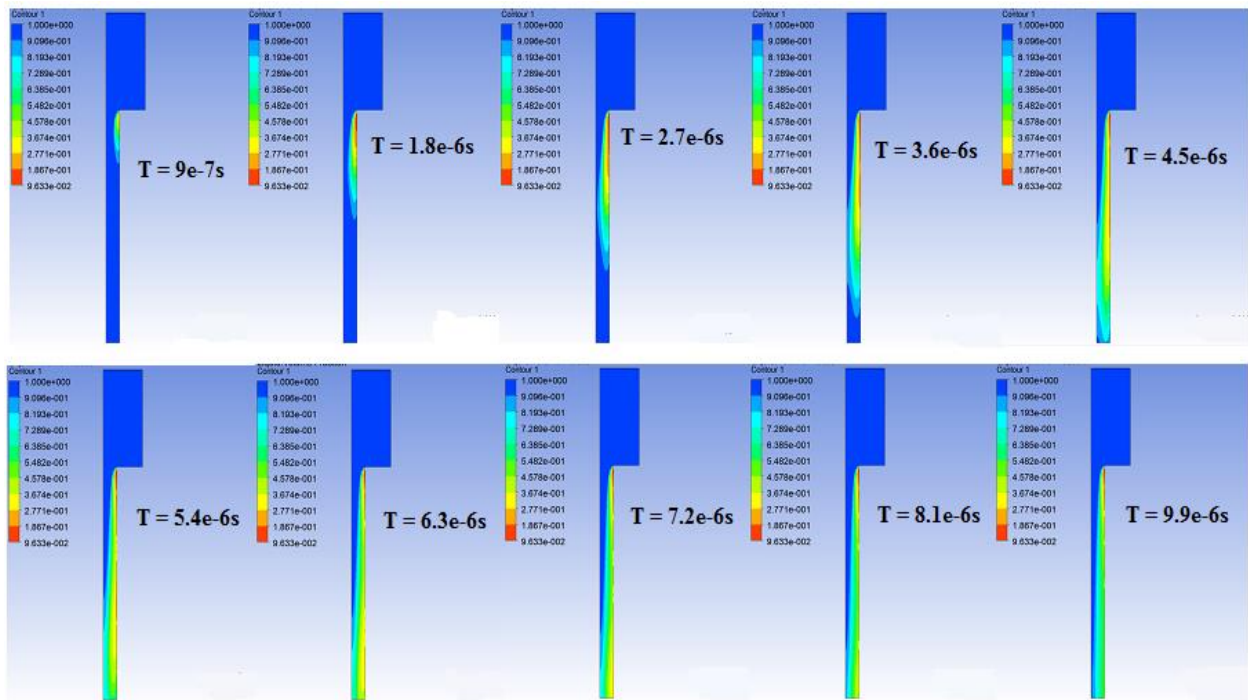 Contour 1
1.000e+000
9.096e-001
8.193e-001
7.289e-001
6.385e-001
5.482e-001
4.578e-001
3.674e-001
2.771e-001
1.867e-001
9.633e-002
T = 9e-7s
Contour 1
1.000e+000
9.096e-001
8.193e-001
7.289e-001
6.385e-001
5.482e-001
4.578e-001
3.674e-001
2.771e-001
1.867e-001
9.633e-002
T = 1.8e-6s
Contour 1
1.000e+000
9.096e-001
8.193e-001
7.289e-001
6.385e-001
5.482e-001
4.578e-001
3.674e-001
2.771e-001
1.867e-001
9.633e-002
T = 2.7e-6s
Contour 1
1.000e+000
9.096e-001
8.193e-001
7.289e-001
6.385e-001
5.482e-001
4.578e-001
3.674e-001
2.771e-001
1.867e-001
9.633e-002
T = 3.6e-6s
Contour 1
1.000e+000
9.096e-001
8.193e-001
7.289e-001
6.385e-001
5.482e-001
4.578e-001
3.674e-001
2.771e-001
1.867e-001
9.633e-002
T = 4.5e-6s
Contour 1
1.000e+000
9.096e-001
8.193e-001
7.289e-001
6.385e-001
5.482e-001
4.578e-001
3.674e-001
2.771e-001
1.867e-001
9.633e-002
T = 5.4e-6s
Contour 1
1.000e+000
9.096e-001
8.193e-001
7.289e-001
6.385e-001
5.482e-001
4.578e-001
3.674e-001
2.771e-001
1.867e-001
9.633e-002
T = 6.3e-6s
Contour 1
1.000e+000
9.096e-001
8.193e-001
7.289e-001
6.385e-001
5.482e-001
4.578e-001
3.674e-001
2.771e-001
1.867e-001
9.633e-002
T = 7.2e-6s
Contour 1
1.000e+000
9.096e-001
8.193e-001
7.289e-001
6.385e-001
5.482e-001
4.578e-001
3.674e-001
2.771e-001
1.867e-001
9.633e-002
T = 8.1e-6s
Contour 1
1.000e+000
9.096e-001
8.193e-001
7.289e-001
6.385e-001
5.482e-001
4.578e-001
3.674e-001
2.771e-001
1.867e-001
9.633e-002
T = 9.9e-6s